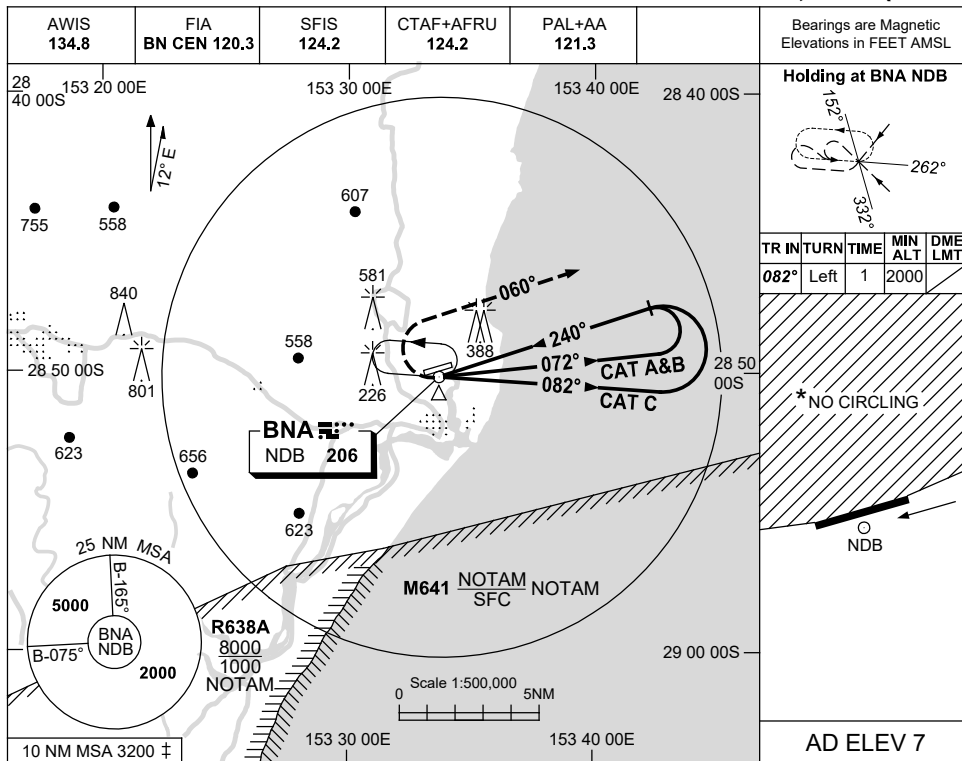 AWIS
134.8
FIA
BN CEN 120.3
SFIS
124.2
CTAF+AFRU
124.2
PAL+AA
121.3
Bearings are Magnetic
Elevations in FEET AMSL
28
40 00S
153 20 00E
153 30 00E
153 40 00E
28 40 00S
12° E
755
558
607
840
581
060°
388
240°
072°
CAT A&B
082°
CAT C
558
28 50 00S
801
226
28 50
00S
BNA
NDB 206
623
656
623
25 NM MSA
B-165°
5000
BNA
NDB
B-075°
2000
R638A
8000
1000
NOTAM
M641 NOTAM
SFC
NOTAM
29 00 00S
Scale 1:500,000
0
5NM
10 NM MSA 3200 ‡
153 30 00E
153 40 00E
Holding at BNA NDB
152°
262°
332°
TR IN
TURN
TIME
MIN
ALT
DME
LMT
082°
Left
1
2000
*NO CIRCLING
NDB
AD ELEV 7